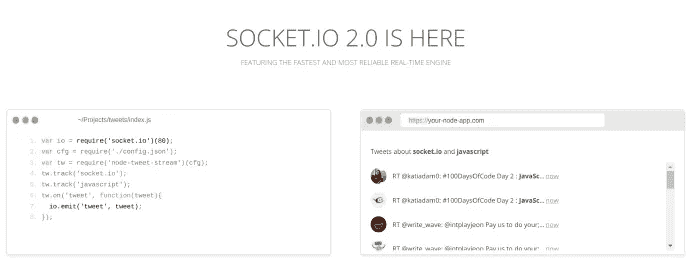 SOCKET.IO 2.0 IS HERE
FEATURING THE FASTEST AND MOST RELIABLE REAL-TIME ENGINE
~/Projects/tweets/index.js
1. var io = require('socket.io')(80);
2. var cfg = require('./config.json');
3. var tw = require('node-tweet-stream')(cfg);
4. tw.track('socket.io');
5. tw.track('javascript');
6. tw.on('tweet', function(tweet){
7. io.emit('tweet', tweet);
8. });
https://your-node-app.com
Tweets about socket.io and javascript
RT @katiadam0: #100DaysOfCode Day 2 : JavaSc... now
RT @katiadam0: #100DaysOfCode Day 2 : JavaSc... now
RT @write_wave: @intplayjeon Pay us to do your:... now
RT @write_wave: @intplayjeon Pay us to do your:... now